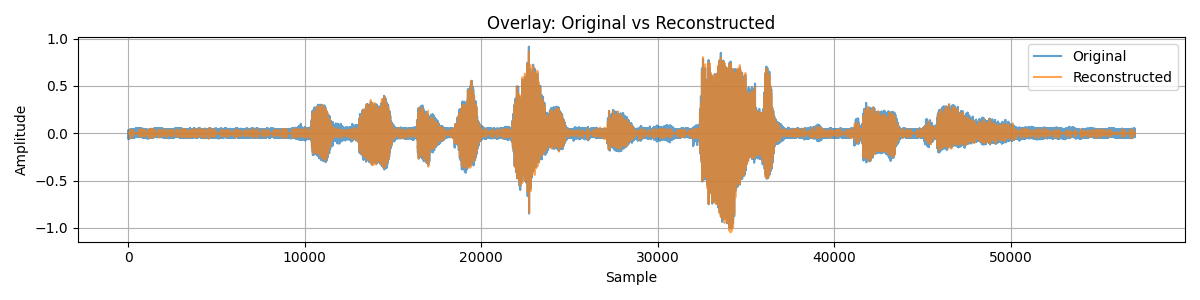 Overlay: Original vs Reconstructed
1.0
0.5
0.0
−0.5
−1.0
Amplitude
Original
Reconstructed
0 10000 20000 30000 40000 50000
Sample